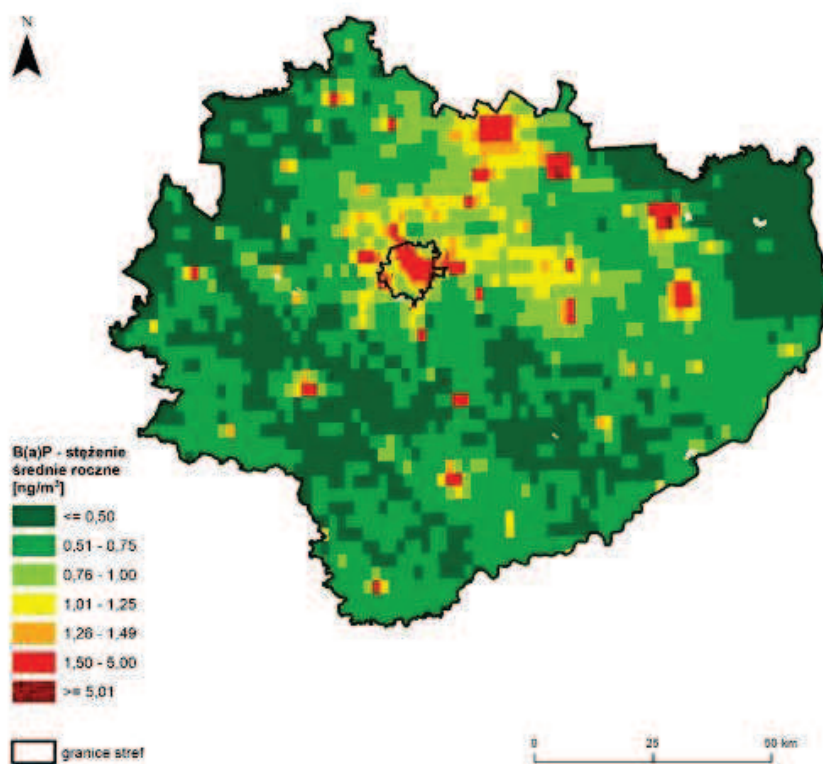 N
B(a)P - stężenie
średnie roczne
[ng/m³]
<= 0,50
0,51 - 0,75
0,76 - 1,00
1,01 - 1,25
1,26 - 1,49
1,50 - 5,00
>= 5,01
granice stref
0 25 50 km